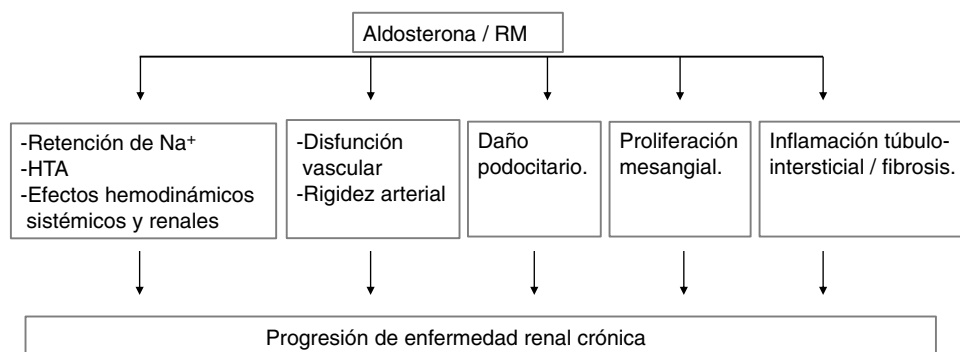 Aldosterona / RM
-Retención de Na⁺
-HTA
-Efectos hemodinámicos
sistémicos y renales
-Disfunción
vascular
-Rigidez arterial
Daño
podocitario.
Proliferación
mesangial.
Inflamación túbulo-
intersticial / fibrosis.
Progresión de enfermedad renal crónica